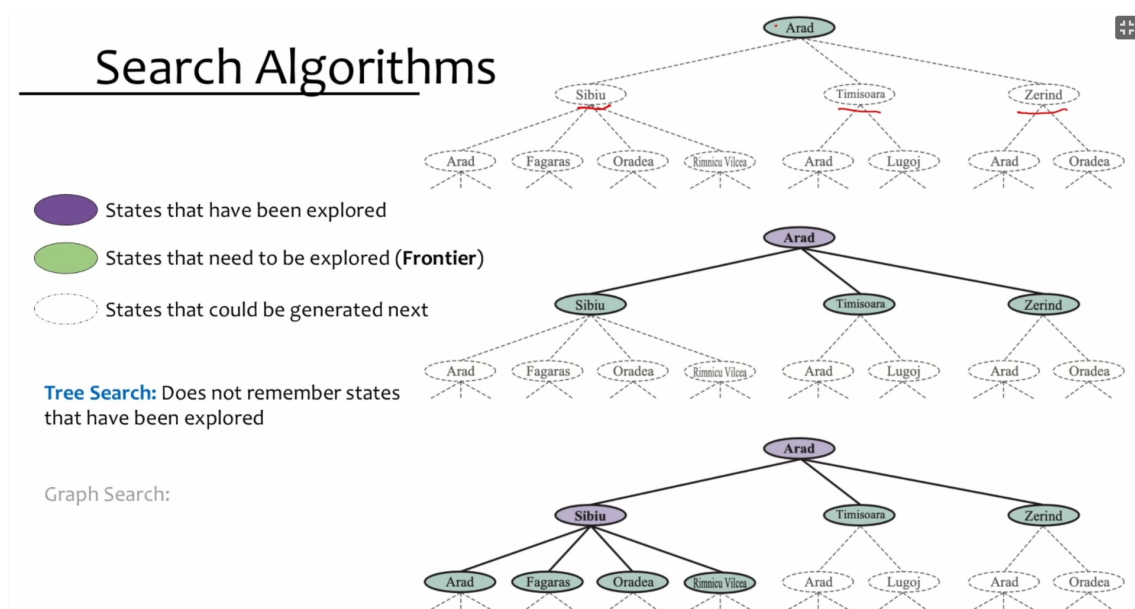 Search Algorithms
States that have been explored
States that need to be explored (Frontier)
States that could be generated next
Tree Search: Does not remember states
that have been explored
Graph Search:
Arad
Sibiu Timisoara Zerind
Arad Fagaras Oradea Rimnicu Vilcea Arad Lugoj Arad Oradea
Arad
Sibiu Timisoara Zerind
Arad Fagaras Oradea Rimnicu Vilcea Arad Lugoj Arad Oradea
Arad
Sibiu Timisoara Zerind
Arad Fagaras Oradea Rimnicu Vilcea Arad Lugoj Arad Oradea